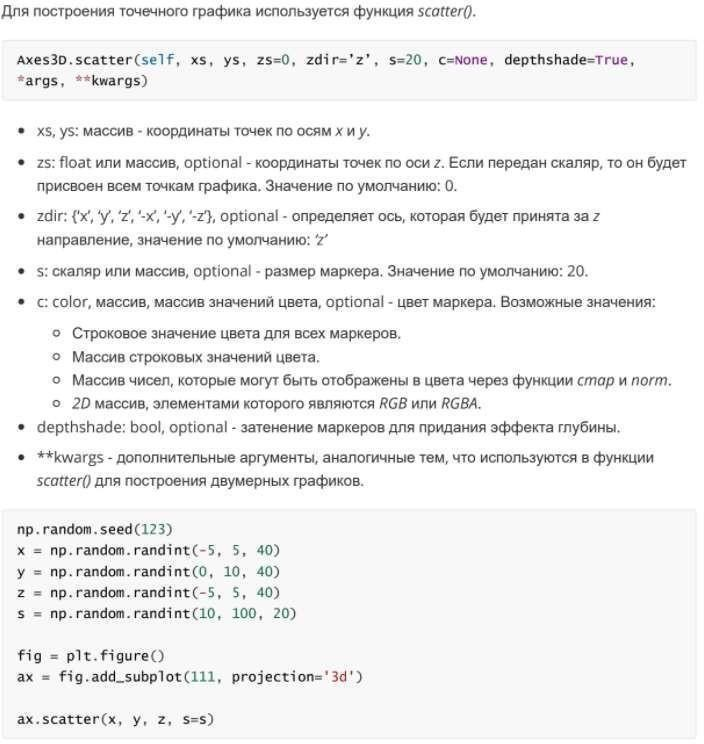 Для построения точечного графика используется функция scatter().
Axes3D.scatter(self, xs, ys, zs=0, zdir='z', s=20, c=None, depthshade=True,
*args, **kwargs)
• xs, ys: массив - координаты точек по осям x и y.
• zs: float или массив, optional - координаты точек по оси z. Если передан скаляр, то он будет
присвоен всем точкам графика. Значение по умолчанию: 0.
• zdir: {‘x’, ‘y’, ‘z’, ‘-x’, ‘-y’, ‘-z’}, optional - определяет ось, которая будет принята за z
направление, значение по умолчанию: ‘z’
• s: скаляр или массив, optional - размер маркера. Значение по умолчанию: 20.
• c: color, массив, массив значений цвета, optional - цвет маркера. Возможные значения:
○ Строковое значение цвета для всех маркеров.
○ Массив строковых значений цвета.
○ Массив чисел, которые могут быть отображены в цвета через функции cmap и norm.
○ 2D массив, элементами которого являются RGB или RGBA.
• depthshade: bool, optional - затенение маркеров для придания эффекта глубины.
• **kwargs - дополнительные аргументы, аналогичные тем, что используются в функции
scatter() для построения двумерных графиков.
np.random.seed(123)
x = np.random.randint(-5, 5, 40)
y = np.random.randint(0, 10, 40)
z = np.random.randint(-5, 5, 40)
s = np.random.randint(10, 100, 20)
fig = plt.figure()
ax = fig.add_subplot(111, projection='3d')
ax.scatter(x, y, z, s=s)